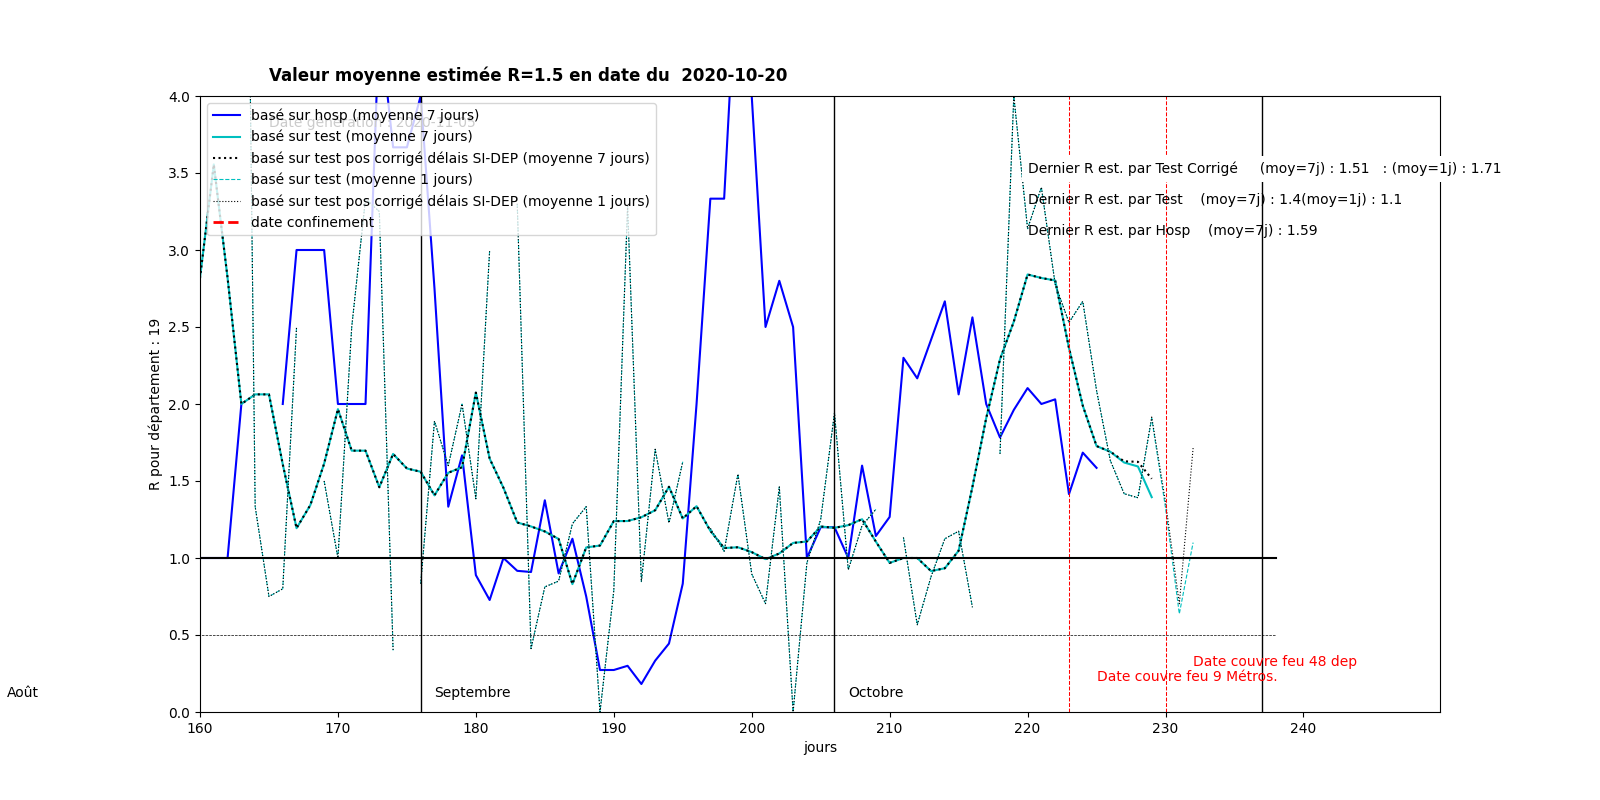 Valeur moyenne estimée R=1.5 en date du  2020-10-20
4.0
3.5
3.0
2.5
2.0
1.5
1.0
0.5
0.0
R pour département : 19
basé sur hosp (moyenne 7 jours)
basé sur test (moyenne 7 jours)
basé sur test pos corrigé délais SI-DEP (moyenne 7 jours)
basé sur test (moyenne 1 jours)
basé sur test pos corrigé délais SI-DEP (moyenne 1 jours)
date confinement
Date génération : 2020-11-05
Dernier R est. par Test Corrigé     (moy=7j) : 1.51   : (moy=1j) : 1.71
Dernier R est. par Test    (moy=7j) : 1.4(moy=1j) : 1.1
Dernier R est. par Hosp    (moy=7j) : 1.59
Date couvre feu 48 dep
Date couvre feu 9 Métros.
Août
Septembre
Octobre
160 170 180 190 200 210 220 230 240
jours